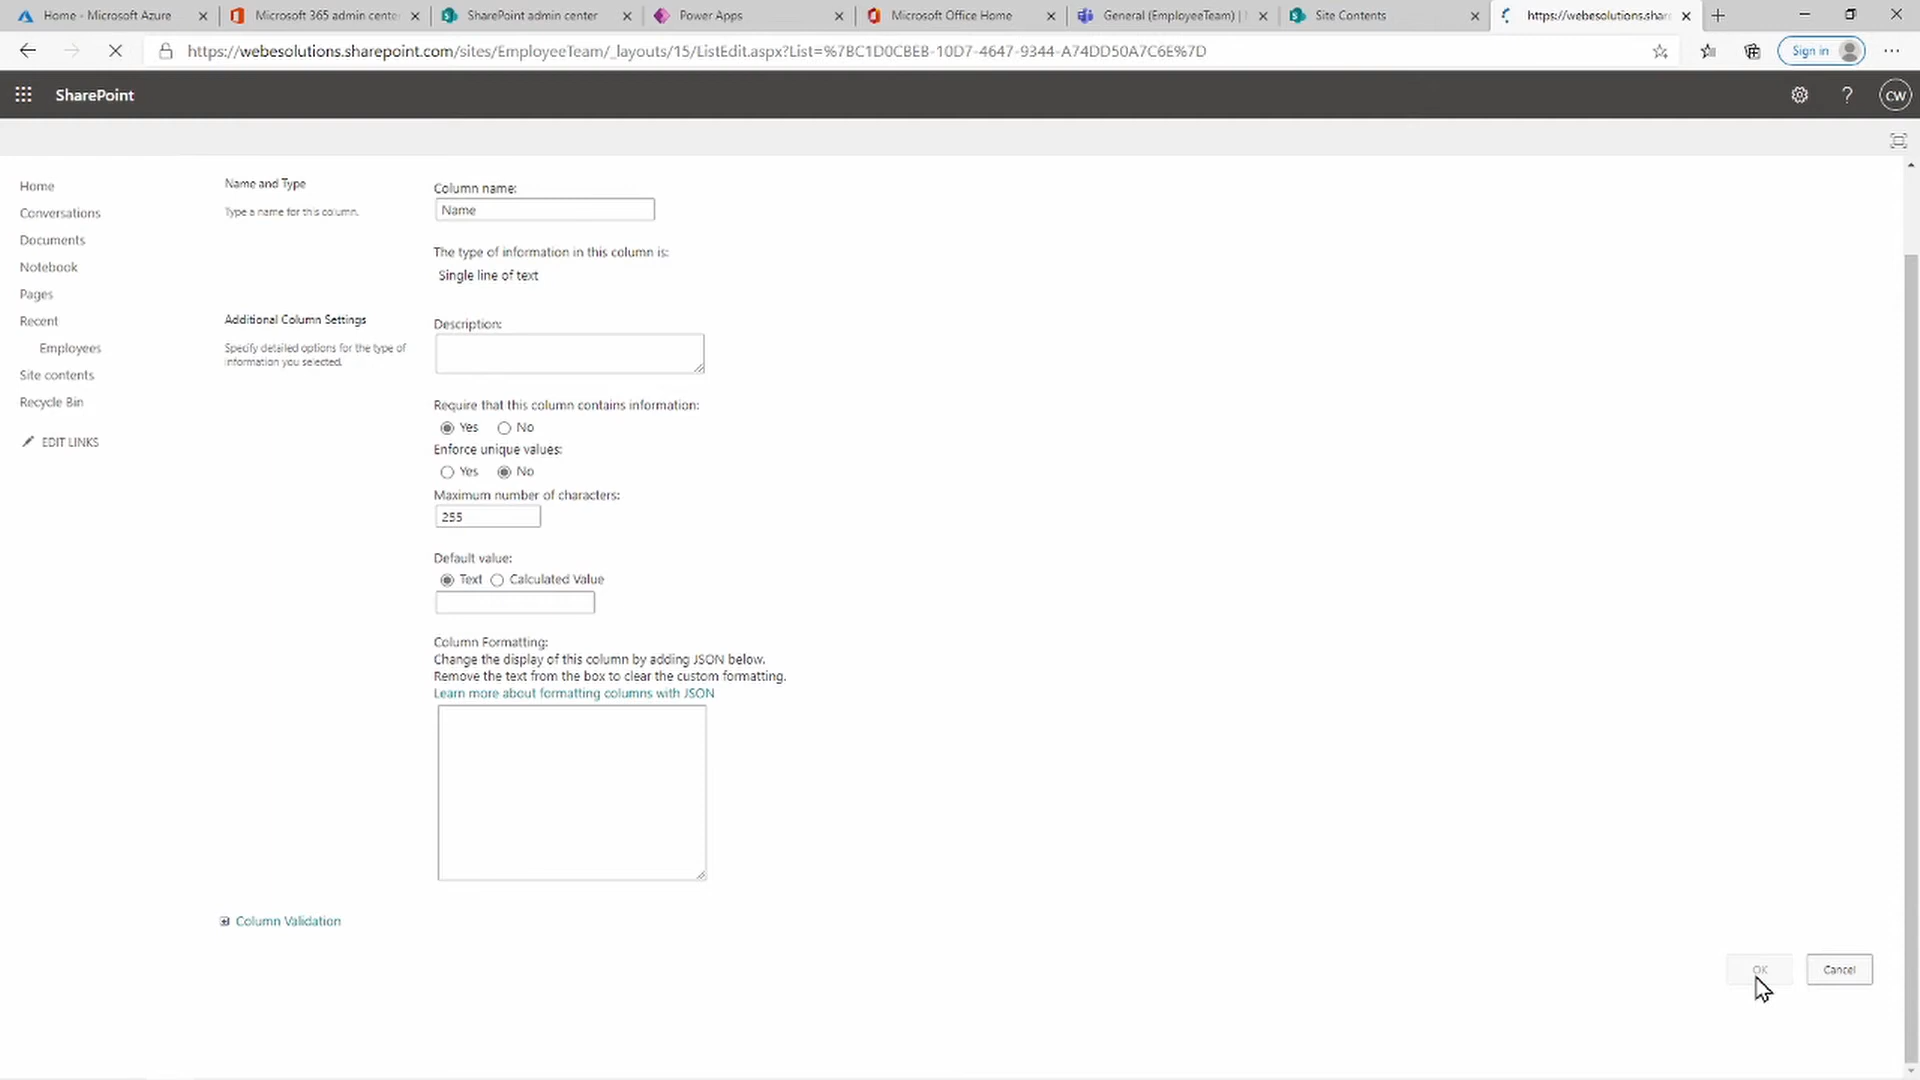 Home - Microsoft Azure
Microsoft 365 admin cente
SharePoint admin center
Power Apps
Microsoft Office Home
General (EmployeeTeam) |
Site Contents
https://webesolutions.shar
https://webesolutions.sharepoint.com/sites/EmployeeTeam/_layouts/15/ListEdit.aspx?List=%7BC1D0CBEB-10D7-4647-9344-A74DD50A7C6E%7D
Sign in
SharePoint
?
CW
Home
Conversations
Documents
Notebook
Pages
Recent
Employees
Site contents
Recycle Bin
EDIT LINKS
Name and Type
Type a name for this column.
Column name:
Name
The type of information in this column is:
Single line of text
Additional Column Settings
Specify detailed options for the type of
information you selected.
Description:
Require that this column contains information:
Yes No
Enforce unique values:
Yes No
Maximum number of characters:
255
Default value:
Text Calculated Value
Column Formatting:
Change the display of this column by adding JSON below.
Remove the text from the box to clear the custom formatting.
Learn more about formatting columns with JSON
Column Validation
OK
Cancel